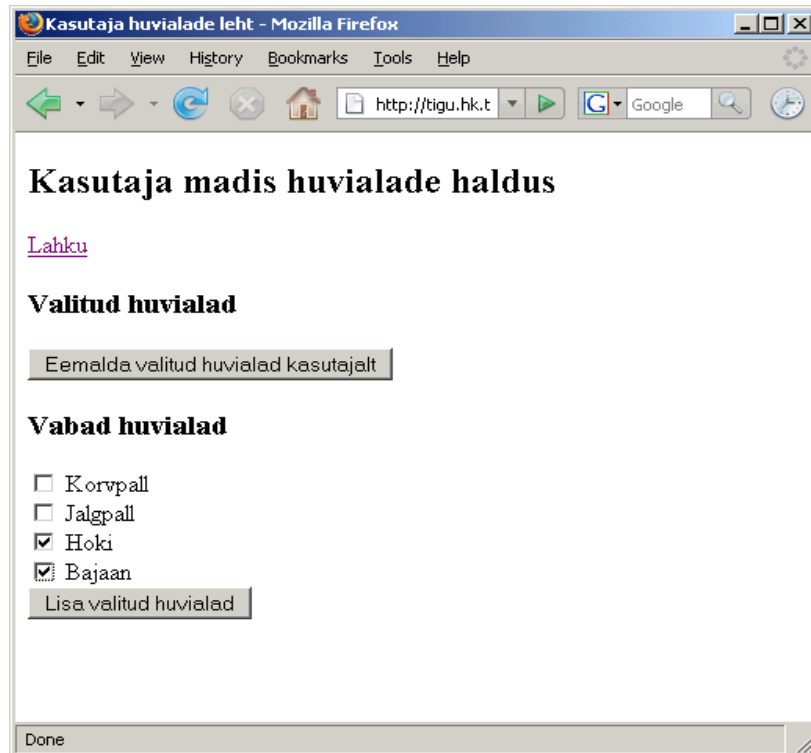 Kasutaja huvialade leht - Mozilla Firefox
File Edit View History Bookmarks Tools Help
http://tigu.hk.t G Google
Kasutaja madis huvialade haldus
Lahku
Valitud huvialad
Eemalda valitud huvialad kasutajalt
Vabad huvialad
Korvpall
Jalgpall
Hoki
Bajaan
Lisa valitud huvialad
Done